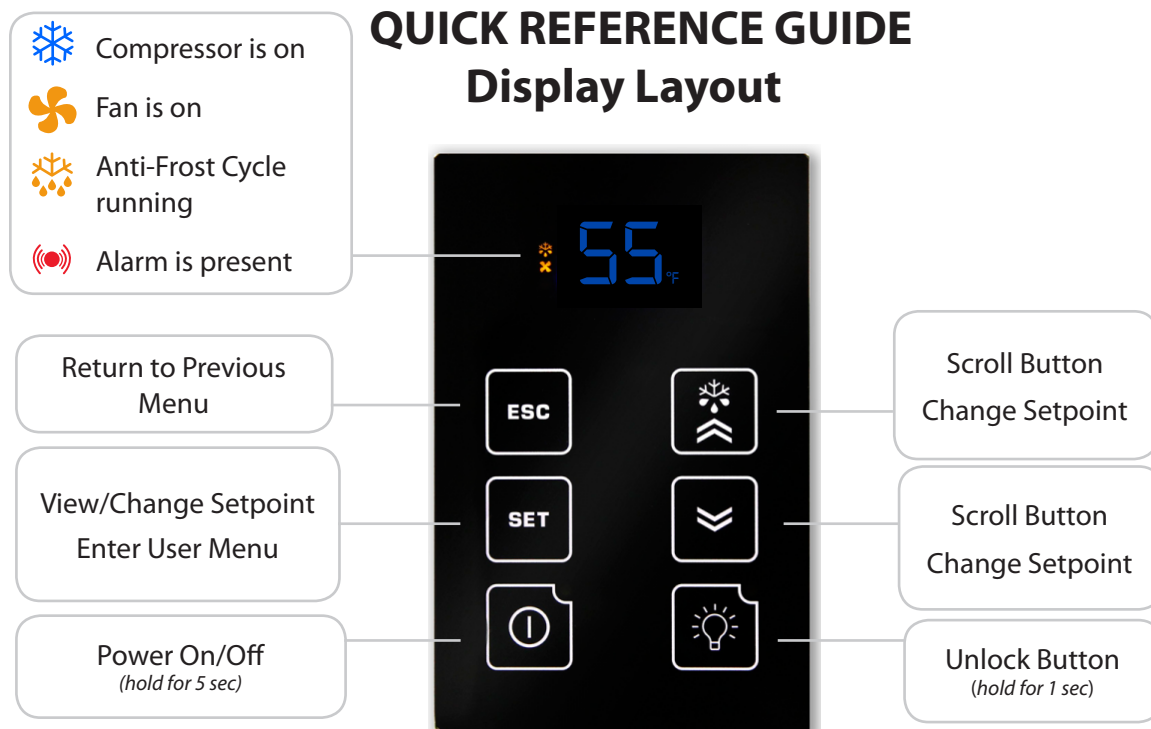 QUICK REFERENCE GUIDE
Display Layout
Compressor is on
Fan is on
Anti-Frost Cycle
running
Alarm is present
55 °F
Return to Previous
Menu
ESC
Scroll Button
Change Setpoint
View/Change Setpoint
Enter User Menu
SET
Scroll Button
Change Setpoint
Power On/Off
(hold for 5 sec)
Unlock Button
(hold for 1 sec)